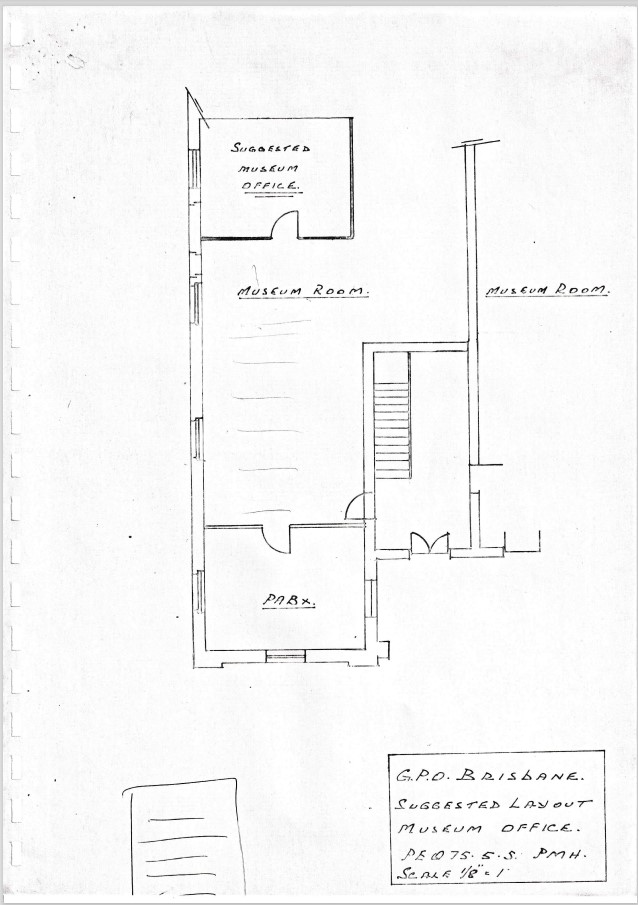 SUGGESTED
MUSEUM
OFFICE.
MUSEUM ROOM.
MUSEUM ROOM.
PABX.
G.P.O. BRISBANE.
SUGGESTED LAYOUT
MUSEUM OFFICE.
75. 5.S. PMH.
SCALE 1/8" = 1'